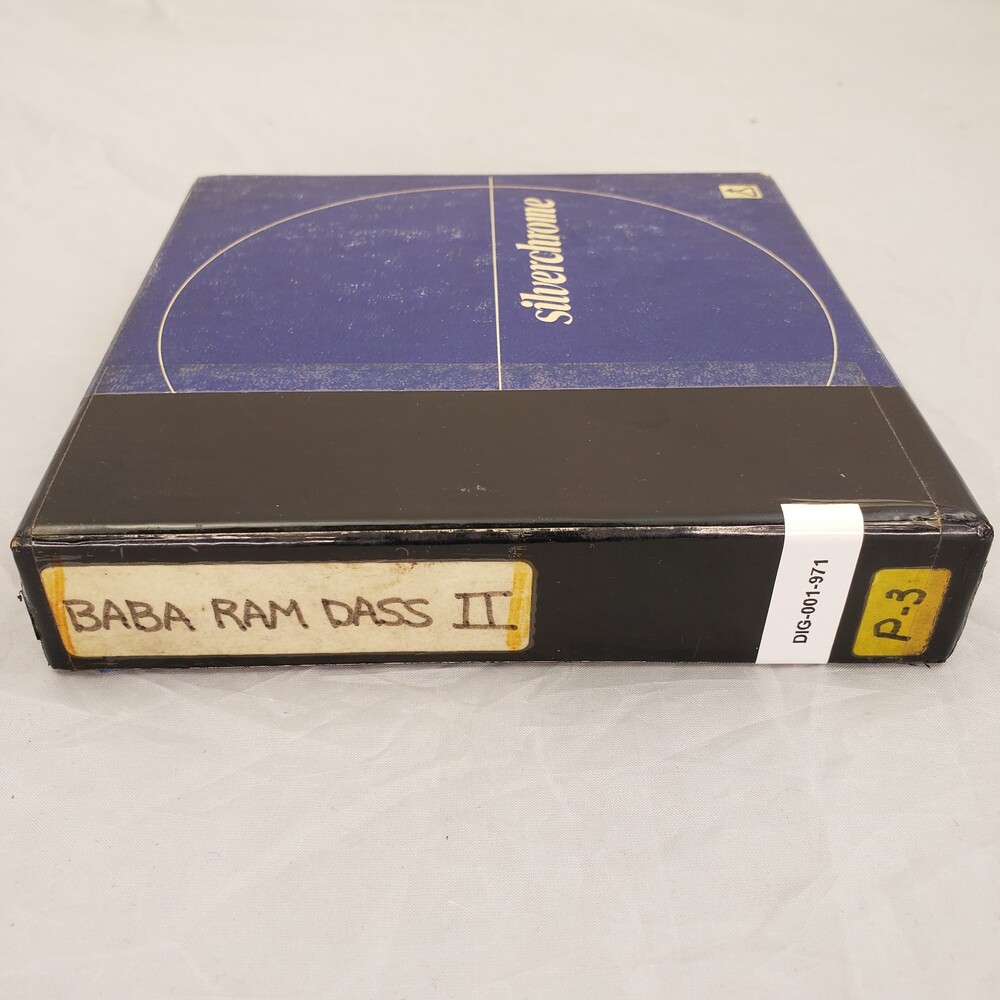 silverchrome
BABA RAM DASS II
DIG-001-971
P-3